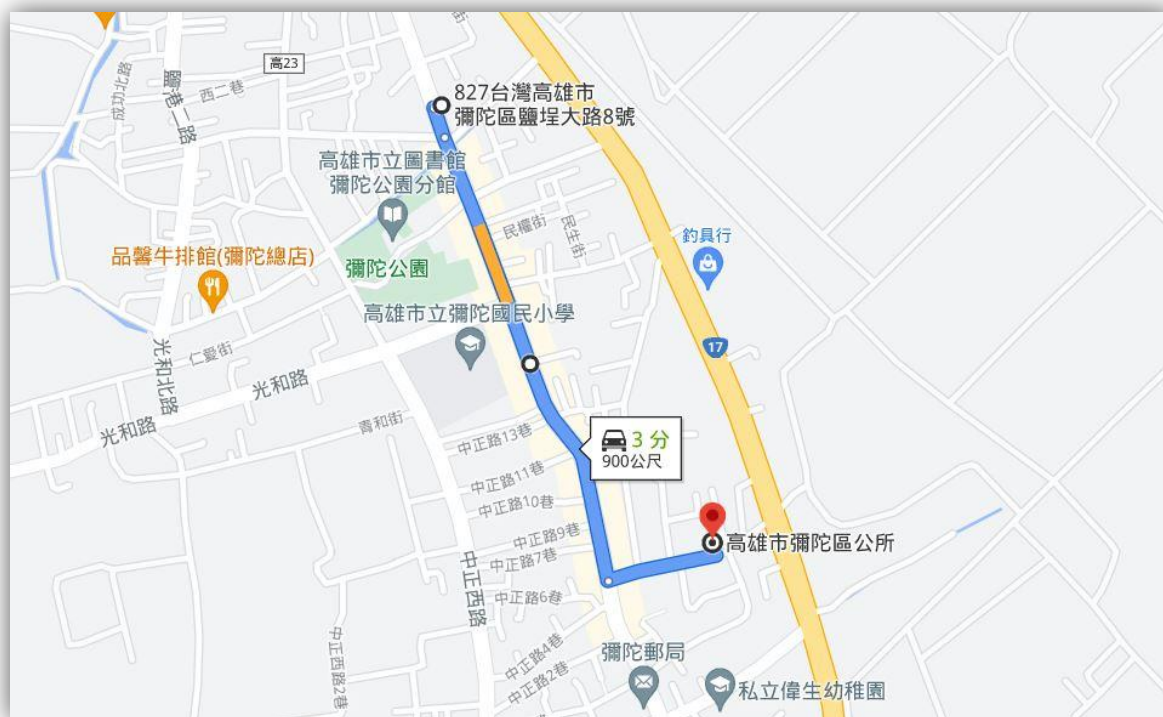 高23
成功北路
鹽港二路
西二巷
827台灣高雄市
彌陀區鹽埕大路8號
高雄市立圖書館
彌陀公園分館
民權街
民生街
釣具行
品馨牛排館(彌陀總店)
彌陀公園
高雄市立彌陀國民小學
17
仁愛街
光和北路
光和路
光和路
壽和街
中正路13巷
3 分
900公尺
中正路11巷
中正路10巷
中正路9巷
中正路7巷
高雄市彌陀區公所
中正西路
中正路6巷
中正西路2巷
中正路4巷
中正路2巷
彌陀郵局
私立偉生幼稚園